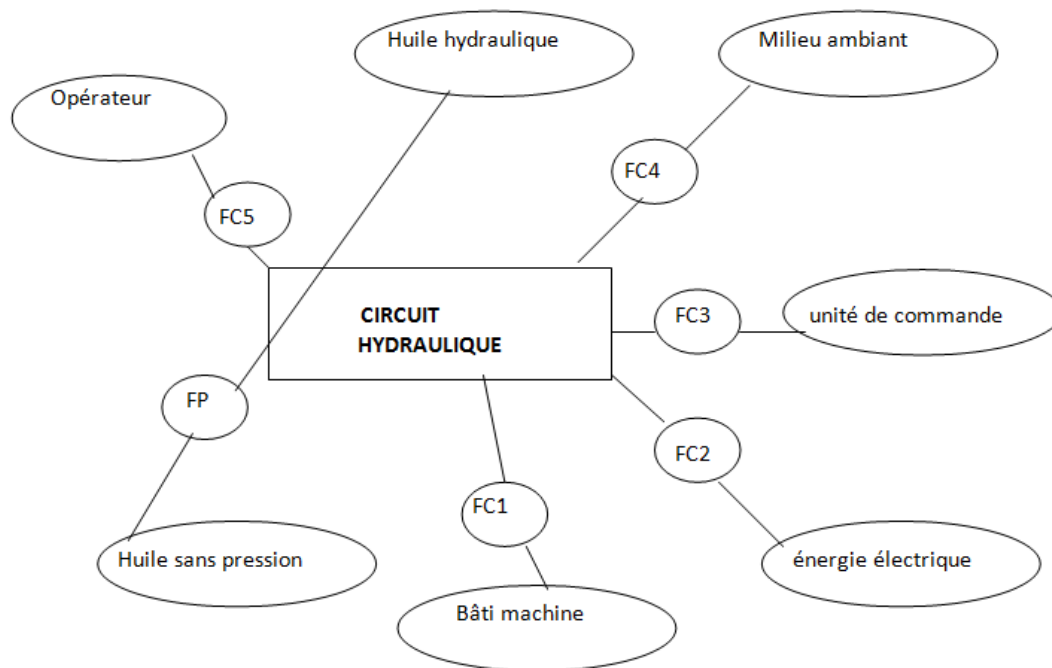 Huile hydraulique
Milieu ambiant
Opérateur
FC4
FC5
CIRCUIT
HYDRAULIQUE
FC3
unité de commande
FP
FC2
FC1
Huile sans pression
énergie électrique
Bâti machine